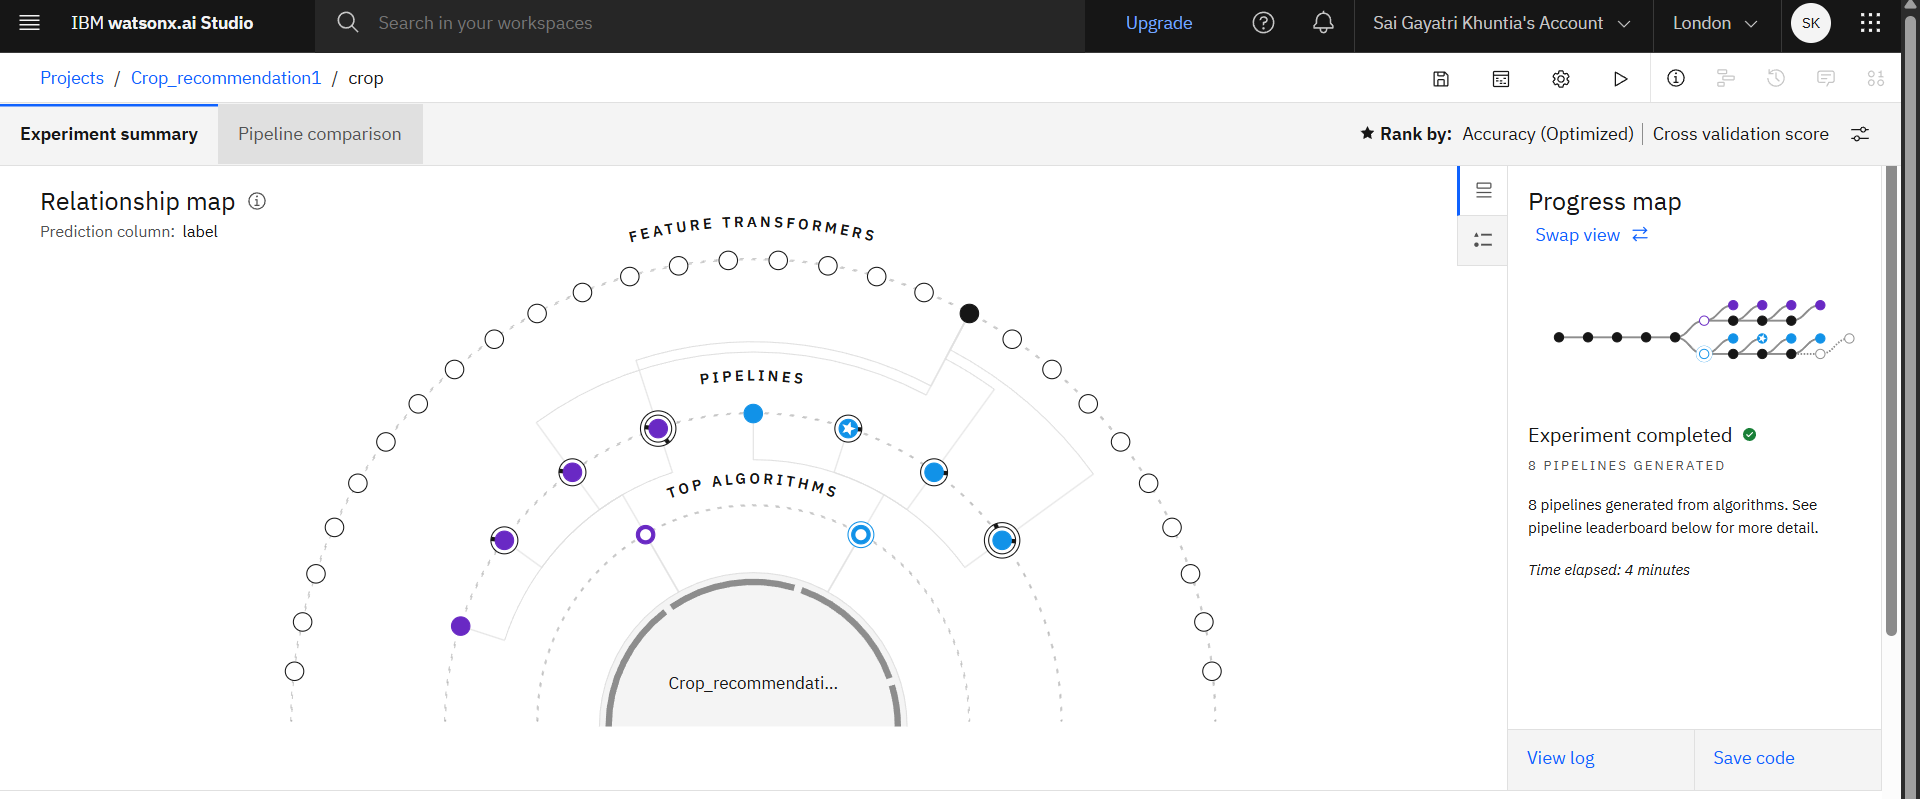 IBM watsonx.ai Studio
Search in your workspaces
Upgrade
Sai Gayatri Khuntia's Account
London
SK
Projects / Crop_recommendation1 / crop
Experiment summary
Pipeline comparison
Rank by: Accuracy (Optimized) | Cross validation score
Relationship map
Prediction column: label
FEATURE TRANSFORMERS
PIPELINES
TOP ALGORITHMS
Crop_recommendati...
Progress map
Swap view
Experiment completed
8 PIPELINES GENERATED
8 pipelines generated from algorithms. See
pipeline leaderboard below for more detail.
Time elapsed: 4 minutes
View log
Save code